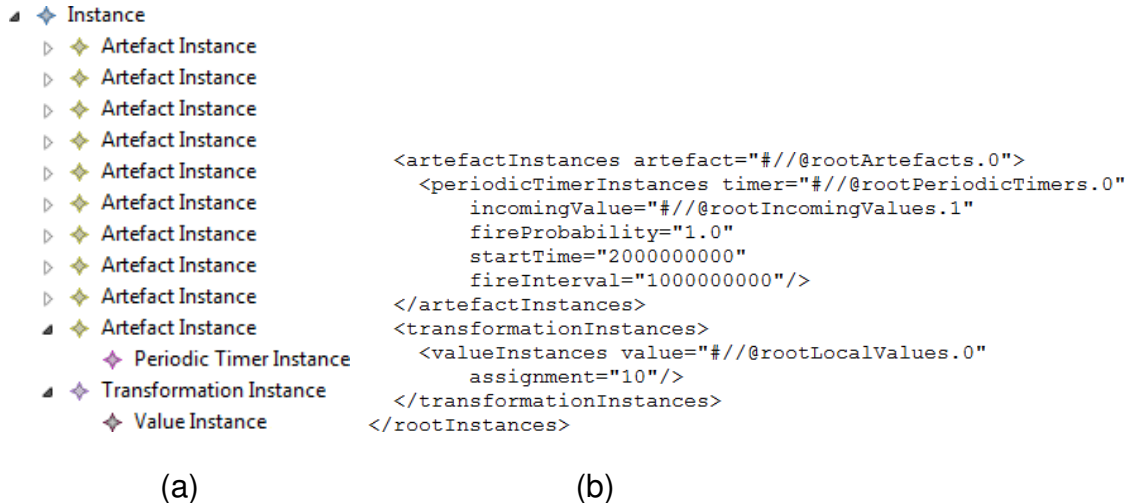 Instance
Artefact Instance
Artefact Instance
Artefact Instance
Artefact Instance
Artefact Instance
Artefact Instance
Artefact Instance
Artefact Instance
Artefact Instance
Artefact Instance
Periodic Timer Instance
Transformation Instance
Value Instance
(a)
<artefactInstances artefact="#//@rootArtefacts.0">
<periodicTimerInstances timer="#//@rootPeriodicTimers.0"
incomingValue="#//@rootIncomingValues.1"
fireProbability="1.0"
startTime="2000000000"
fireInterval="1000000000"/>
</artefactInstances>
<transformationInstances>
<valueInstances value="#//@rootLocalValues.0"
assignment="10"/>
</transformationInstances>
</rootInstances>
(b)